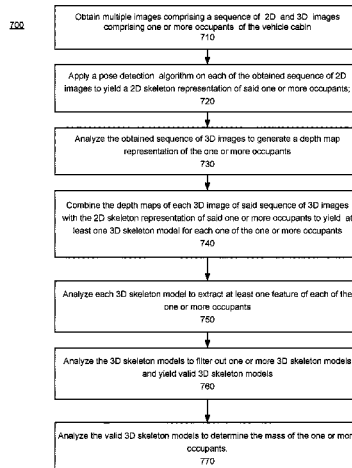 700
Obtain multiple images comprising a sequence of 2D and 3D images
comprising one or more occupants of the vehicle cabin
710
Apply a pose detection algorithm on each of the obtained sequence of 2D
images to yield a 2D skeleton representation of said one or more occupants;
720
Analyze the obtained sequence of 3D images to generate a depth map
representation of the one or more occupants
730
Combine the depth maps of each 3D image of said sequence of 3D images
with the 2D skeleton representation of said one or more occupants to yield at
least one 3D skeleton model for each one of the one or more occupants
740
Analyze each 3D skeleton model to extract at least one feature of each of the
one or more occupants
750
Analyze the 3D skeleton models to filter out one or more 3D skeleton models
and yield valid 3D skeleton models
760
Analyze the valid 3D skeleton models to determine the mass of the one or more
occupants.
770